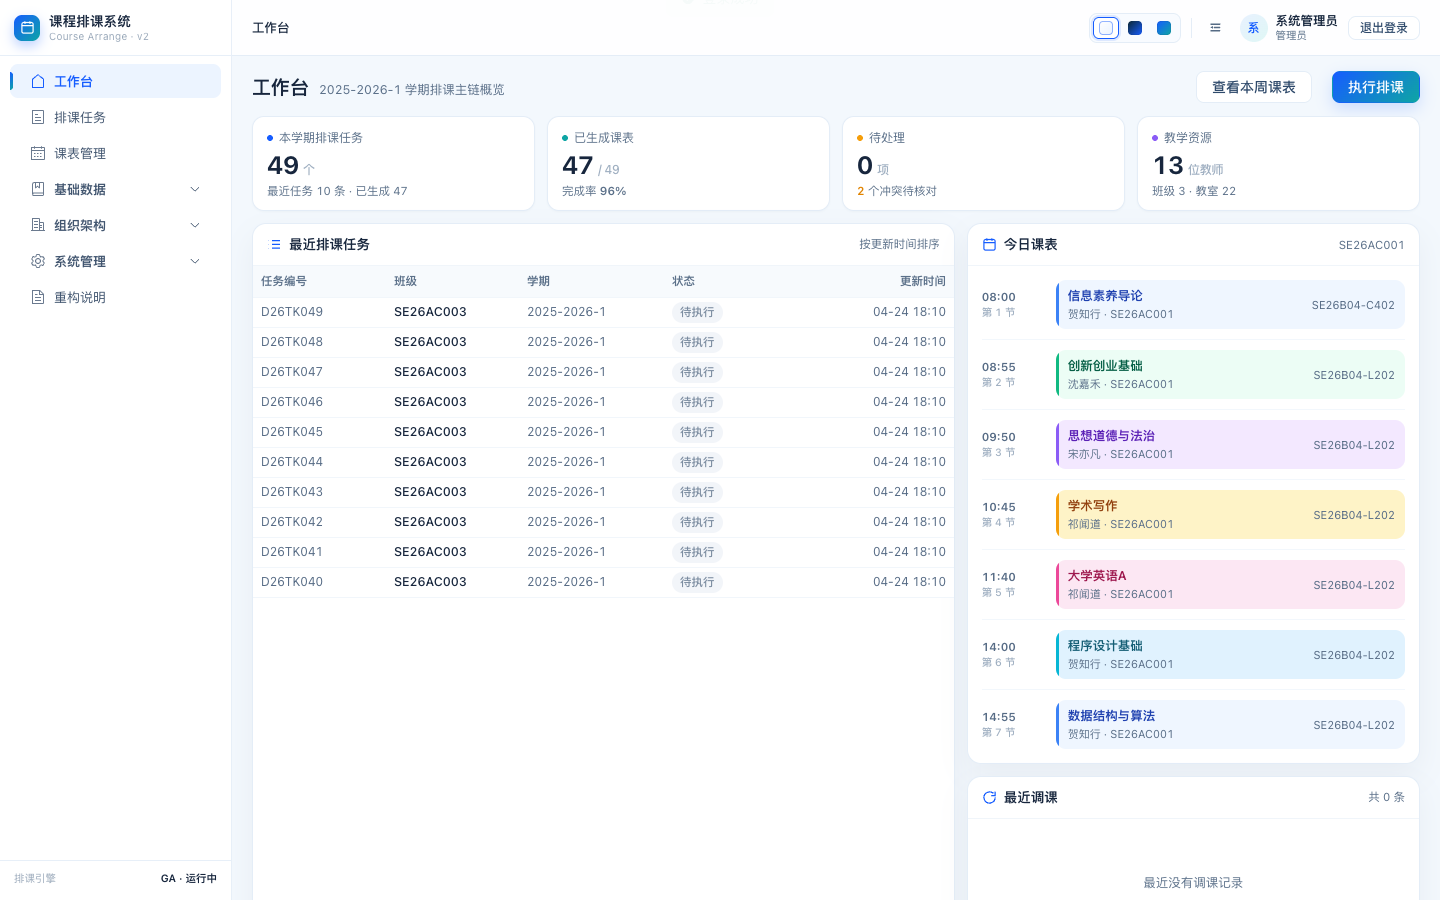 课程排课系统
Course Arrange · v2
工作台
排课任务
课表管理
基础数据
组织架构
系统管理
重构说明
排课引擎
GA · 运行中
工作台
系
系统管理员
管理员
退出登录
工作台
2025-2026-1 学期排课主链概览
查看本周课表
执行排课
本学期排课任务
49 个
最近任务 10 条 · 已生成 47
已生成课表
47 / 49
完成率 96%
待处理
0 项
2 个冲突待核对
教学资源
13 位教师
班级 3 · 教室 22
最近排课任务
按更新时间排序
任务编号 班级 学期 状态 更新时间
D26TK049 SE26AC003 2025-2026-1 待执行 04-24 18:10
D26TK048 SE26AC003 2025-2026-1 待执行 04-24 18:10
D26TK047 SE26AC003 2025-2026-1 待执行 04-24 18:10
D26TK046 SE26AC003 2025-2026-1 待执行 04-24 18:10
D26TK045 SE26AC003 2025-2026-1 待执行 04-24 18:10
D26TK044 SE26AC003 2025-2026-1 待执行 04-24 18:10
D26TK043 SE26AC003 2025-2026-1 待执行 04-24 18:10
D26TK042 SE26AC003 2025-2026-1 待执行 04-24 18:10
D26TK041 SE26AC003 2025-2026-1 待执行 04-24 18:10
D26TK040 SE26AC003 2025-2026-1 待执行 04-24 18:10
今日课表
SE26AC001
08:00
第 1 节
信息素养导论
贺知行 · SE26AC001
SE26B04-C402
08:55
第 2 节
创新创业基础
沈嘉禾 · SE26AC001
SE26B04-L202
09:50
第 3 节
思想道德与法治
宋亦凡 · SE26AC001
SE26B04-L202
10:45
第 4 节
学术写作
祁闻道 · SE26AC001
SE26B04-L202
11:40
第 5 节
大学英语A
祁闻道 · SE26AC001
SE26B04-L202
14:00
第 6 节
程序设计基础
贺知行 · SE26AC001
SE26B04-L202
14:55
第 7 节
数据结构与算法
贺知行 · SE26AC001
SE26B04-L202
最近调课
共 0 条
最近没有调课记录